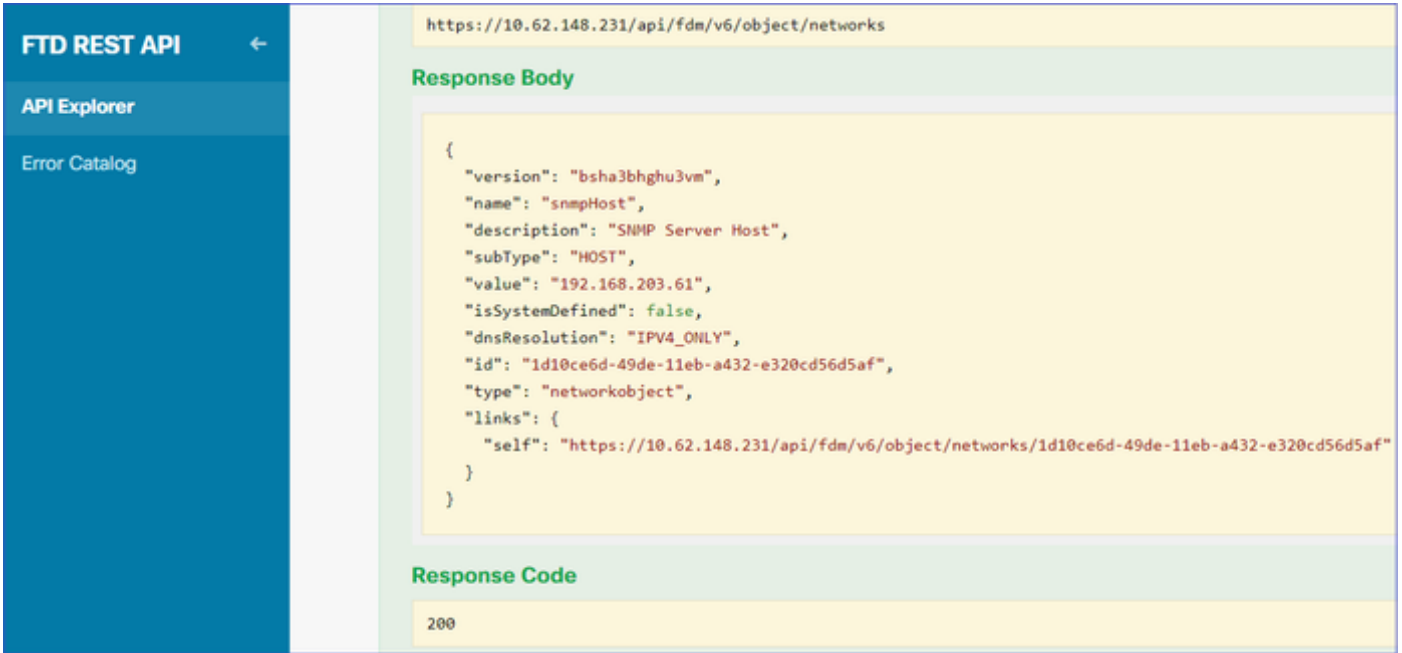 FTD REST API ←
API Explorer
Error Catalog
https://10.62.148.231/api/fdm/v6/object/networks
Response Body
{
"version": "bsha3bhghu3vm",
"name": "snmpHost",
"description": "SNMP Server Host",
"subType": "HOST",
"value": "192.168.203.61",
"isSystemDefined": false,
"dnsResolution": "IPV4_ONLY",
"id": "1d10ce6d-49de-11eb-a432-e320cd56d5af",
"type": "networkobject",
"links": {
"self": "https://10.62.148.231/api/fdm/v6/object/networks/1d10ce6d-49de-11eb-a432-e320cd56d5af"
}
}
Response Code
200